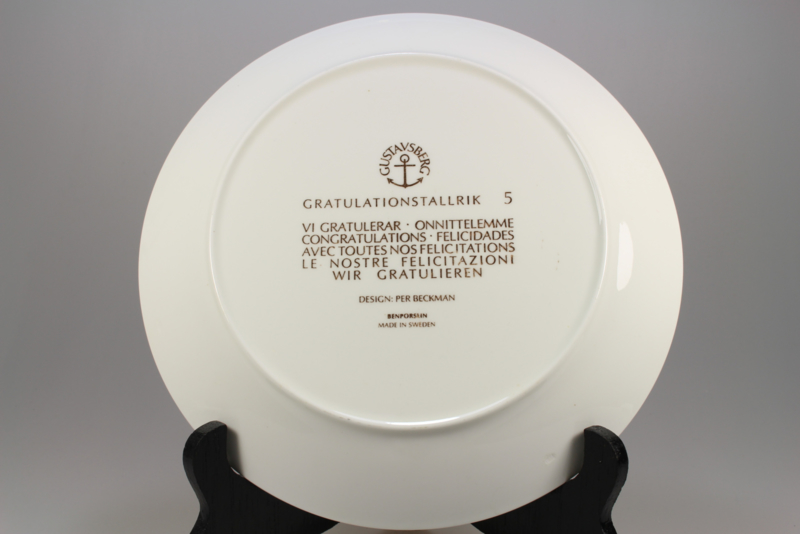 GUSTAVSBERG
GRATULATIONSTALLRIK 5
VI GRATULERAR · ONNITTELEMME
CONGRATULATIONS · FELICIDADES
AVEC TOUTES NOS FELICITATIONS
LE NOSTRE FELICITAZIONI
WIR GRATULIEREN
DESIGN: PER BECKMAN
BENPORSLIN
MADE IN SWEDEN